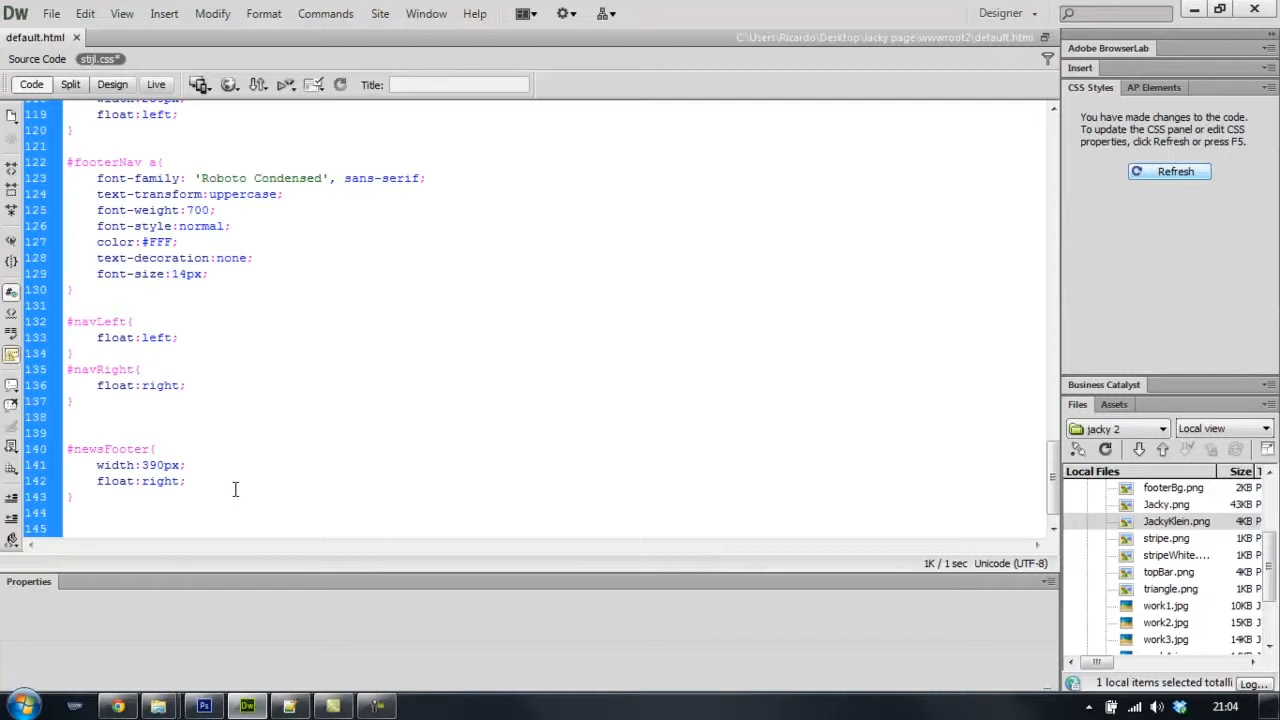 Dw File Edit View Insert Modify Format Commands Site Window Help Designer
default.html × C:\Users\Ricardo\Desktop\Jacky page\wwwroot2\default.html
Source Code stijl.css*
Code Split Design Live Title:
119 float:left;
120 }
121
122 #footerNav a{
123 font-family: 'Roboto Condensed', sans-serif;
124 text-transform:uppercase;
125 font-weight:700;
126 font-style:normal;
127 color:#FFF;
128 text-decoration:none;
129 font-size:14px;
130 }
131
132 #navLeft{
133 float:left;
134 }
135 #navRight{
136 float:right;
137 }
138
139
140 #newsFooter{
141 width:390px;
142 float:right;
143 }
144
145
1K / 1 sec Unicode (UTF-8)
Properties
Adobe BrowserLab
Insert
CSS Styles AP Elements
You have made changes to the code.
To update the CSS panel or edit CSS
properties, click Refresh or press F5.
Refresh
Business Catalyst
Files Assets
jacky 2 Local view
Local Files Size T
footerBg.png 2KB P
Jacky.png 43KB P
JackyKlein.png 4KB P
stripe.png 1KB P
stripeWhite.... 1KB P
topBar.png 4KB P
triangle.png 1KB P
work1.jpg 10KB J
work2.jpg 15KB J
work3.jpg 14KB J
1 local items selected totalli Log...
Ps Dw 21:04